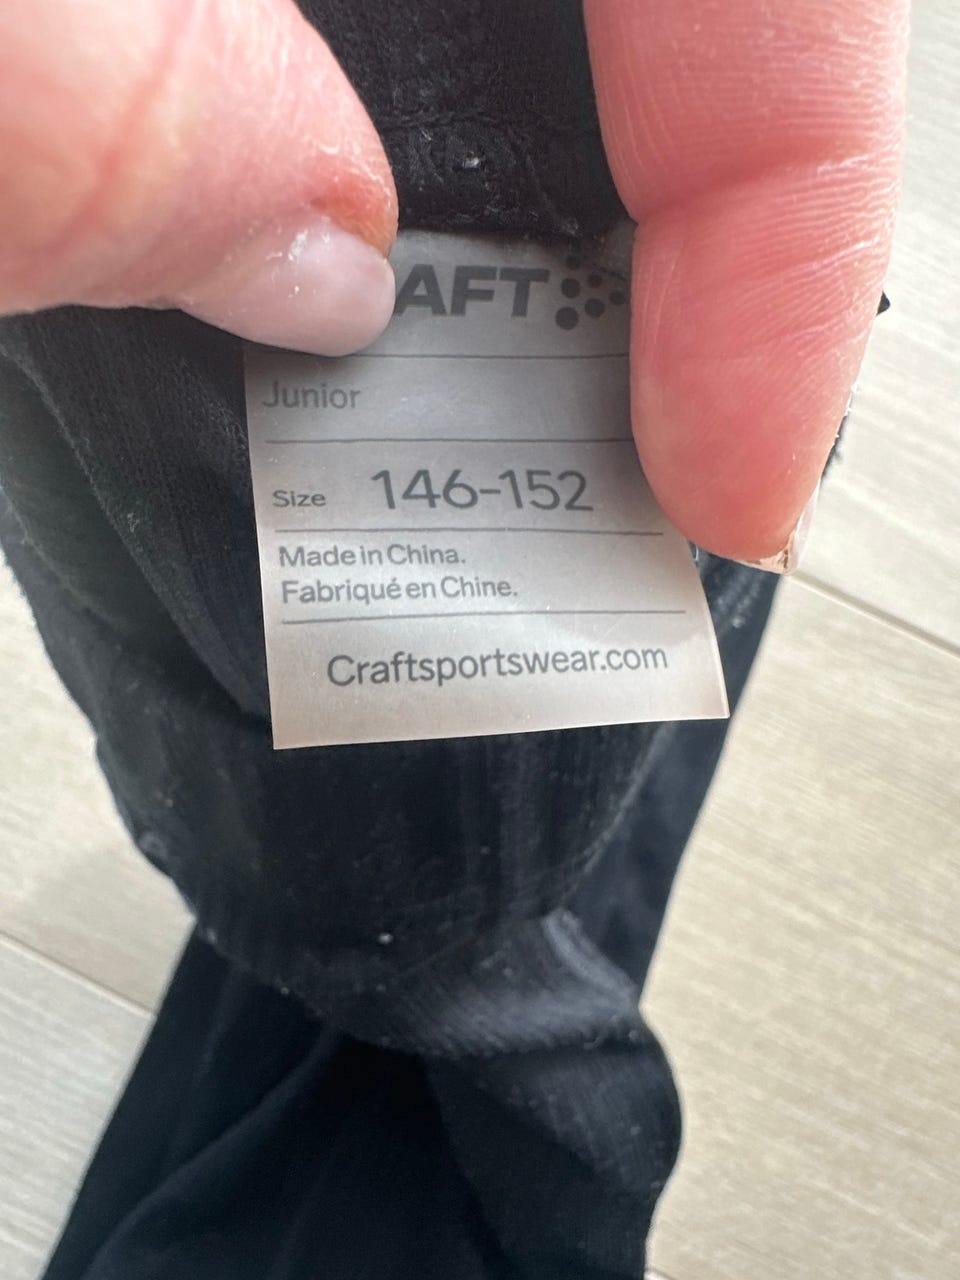 AFT
Junior
Size 146-152
Made in China.
Fabriqué en Chine.
Craftsportswear.com